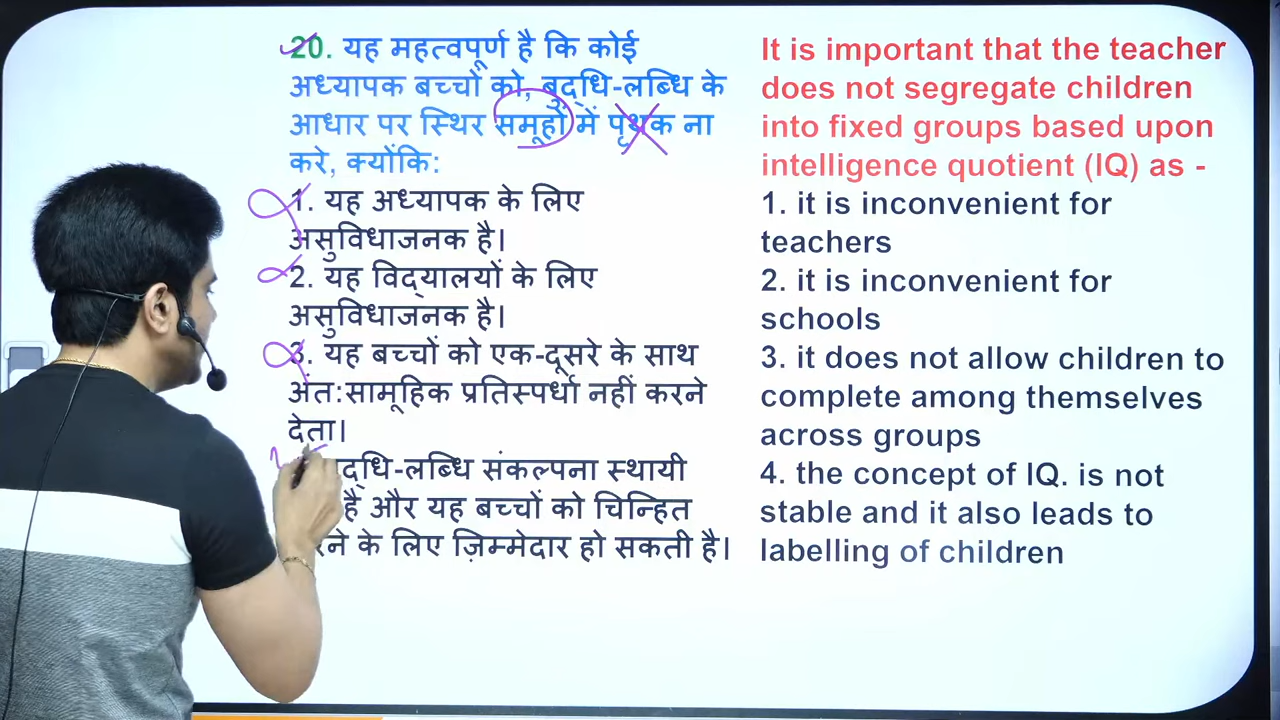 20. यह महत्वपूर्ण है कि कोई
अध्यापक बच्चों को, बुद्धि-लब्धि के
आधार पर स्थिर समूहों में पृथक ना
करे, क्योंकि:
1. यह अध्यापक के लिए
असुविधाजनक है।
2. यह विद्यालयों के लिए
असुविधाजनक है।
3. यह बच्चों को एक-दूसरे के साथ
अंत:सामूहिक प्रतिस्पर्धा नहीं करने
देता।
संकल्पना स्थायी
है और यह बच्चों को चिन्हित
के लिए ज़िम्मेदार हो सकती है।
It is important that the teacher
does not segregate children
into fixed groups based upon
intelligence quotient (IQ) as -
1. it is inconvenient for
teachers
2. it is inconvenient for
schools
3. it does not allow children to
complete among themselves
across groups
4. the concept of IQ. is not
stable and it also leads to
labelling of children